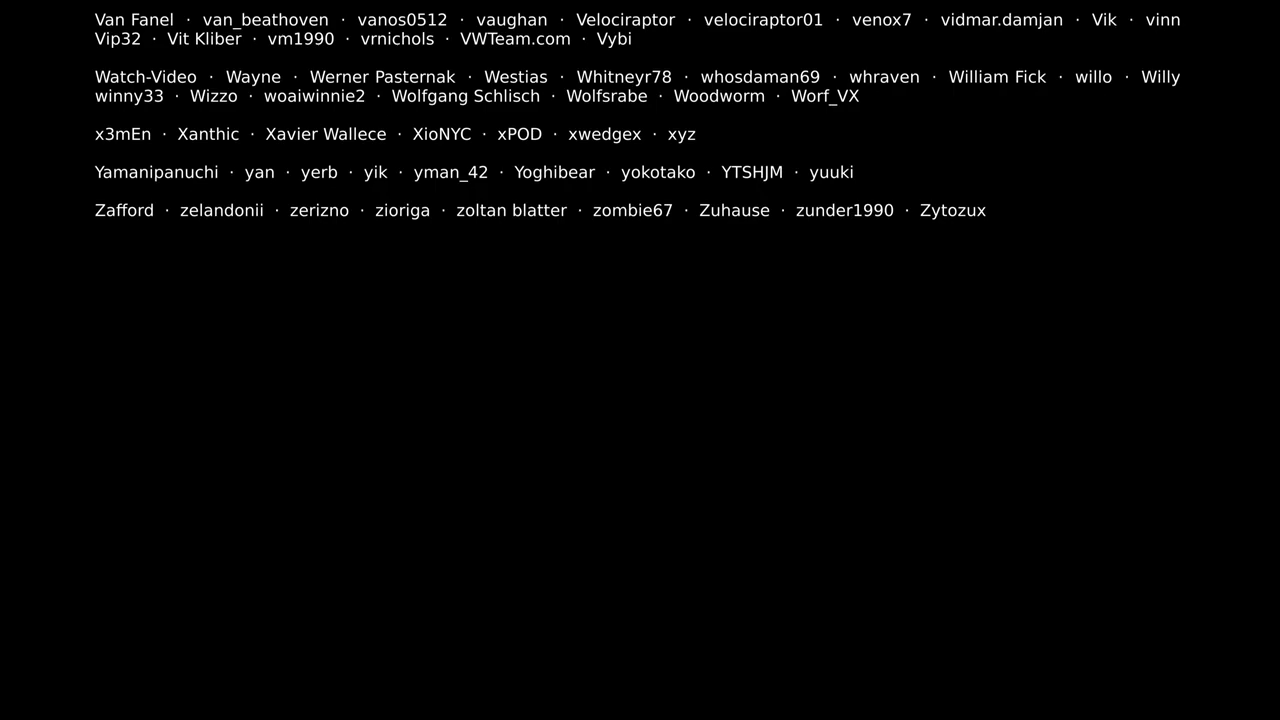 Van Fanel · van_beathoven · vanos0512 · vaughan · Velociraptor · velociraptor01 · venox7 · vidmar.damjan · Vik · vinn
Vip32 · Vit Kliber · vm1990 · vrnichols · VWTeam.com · Vybi
Watch-Video · Wayne · Werner Pasternak · Westias · Whitneyr78 · whosdaman69 · whraven · William Fick · willo · Willy
winny33 · Wizzo · woaiwinnie2 · Wolfgang Schlisch · Wolfsrabe · Woodworm · Worf_VX
x3mEn · Xanthic · Xavier Wallece · XioNYC · xPOD · xwedgex · xyz
Yamanipanuchi · yan · yerb · yik · yman_42 · Yoghibear · yokotako · YTSHJM · yuuki
Zafford · zelandonii · zerizno · zioriga · zoltan blatter · zombie67 · Zuhause · zunder1990 · Zytozux